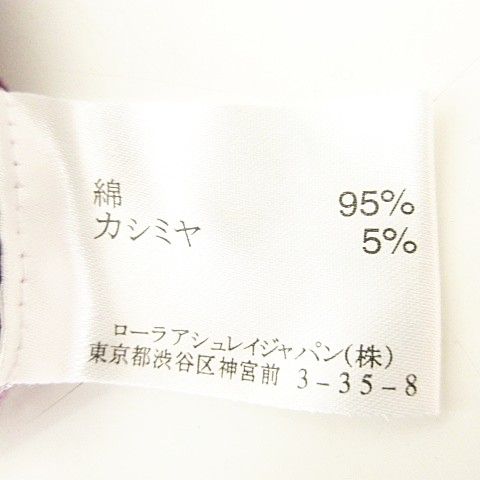 綿 95%
カシミヤ 5%
ローラアシュレイジャパン(株)
東京都渋谷区神宮前 3-35-8